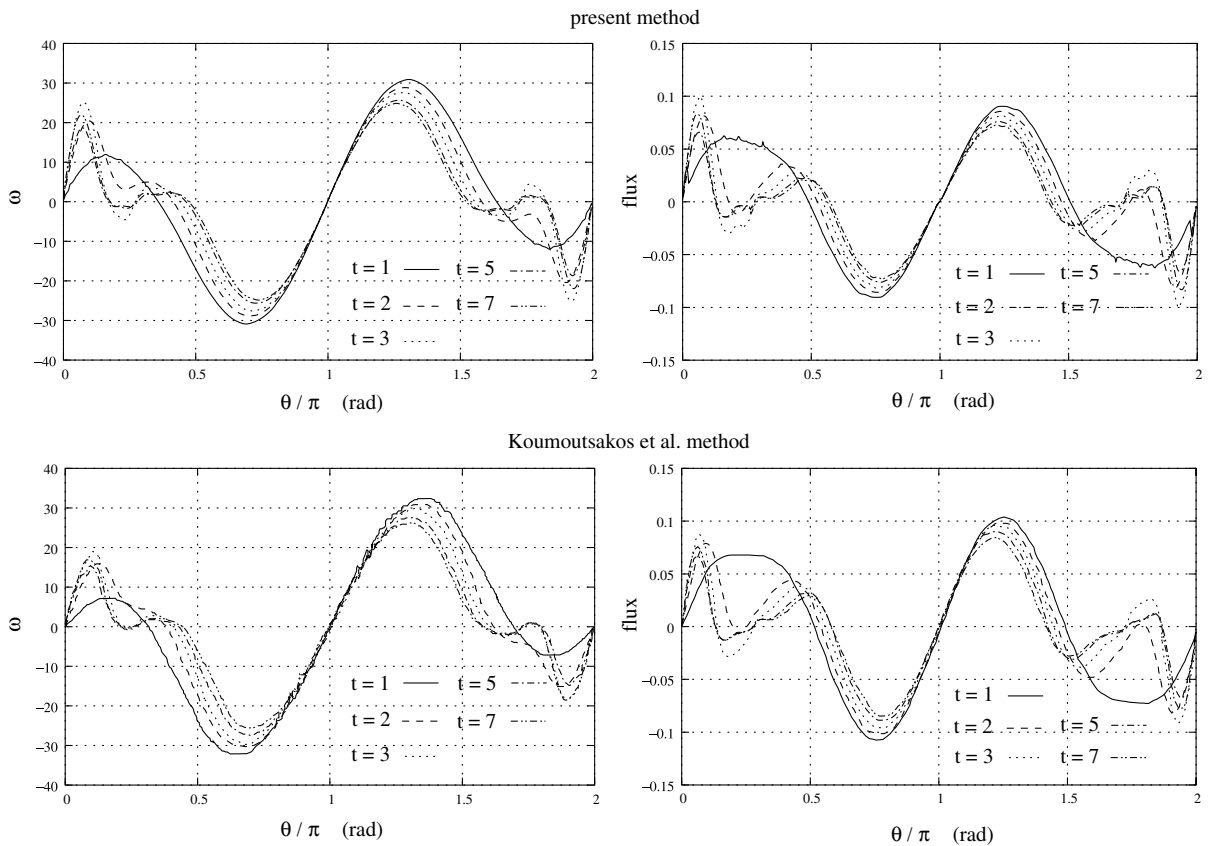 present method
40
30
20
10
0
−10
−20
−30
−40
ω
t = 1
t = 5
t = 2
t = 7
t = 3
0
0.5
1
1.5
2
θ / π (rad)
0.15
0.1
0.05
0
−0.05
−0.1
−0.15
flux
t = 1
t = 5
t = 2
t = 7
t = 3
0
0.5
1
1.5
2
θ / π (rad)
Koumoutsakos et al. method
40
30
20
10
0
−10
−20
−30
−40
ω
t = 1
t = 5
t = 2
t = 7
t = 3
0
0.5
1
1.5
2
θ / π (rad)
0.15
0.1
0.05
0
−0.05
−0.1
−0.15
flux
t = 1
t = 2
t = 5
t = 3
t = 7
0
0.5
1
1.5
2
θ / π (rad)